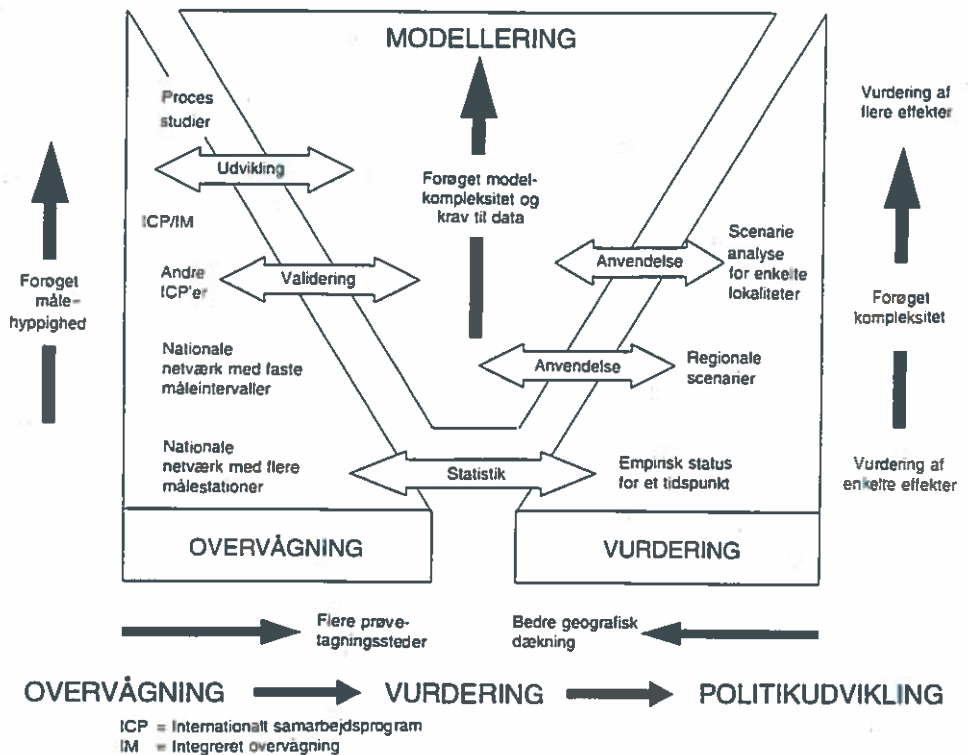 MODELLERING
Proces
studier
Udvikling
ICP/IM
Andre
ICP'er
Validering
Nationale
netværk med faste
måleintervaller
Nationale
netværk med flere
målestationer
Statistik
Forøget model-
kompleksitet og
krav til data
Anvendelse
Scenarie
analyse
for enkelte
lokaliteter
Anvendelse
Regionale
scenarier
Empirisk status
for et tidspunkt
Forøget
måle-
hyppighed
Vurdering af
flere effekter
Forøget
kompleksitet
Vurdering af
enkelte effekter
OVERVÅGNING
VURDERING
Flere prøve-
tagningssteder
Bedre geografisk
dækning
OVERVÅGNING
VURDERING
POLITIKUDVIKLING
ICP = Internationalt samarbejdsprogram
IM = Integreret overvågning